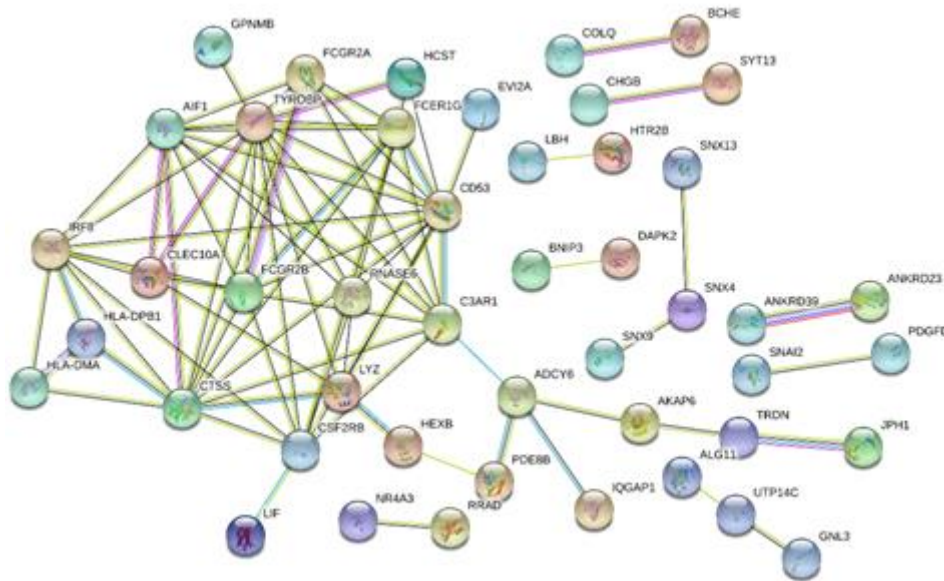 GPNMB
BCHE
COLQ
FCGR2A
HCST
SYT13
CHGB
EVI2A
TYROBP
AIF1
FCER1G
HTR2B
LBH
SNX13
CD53
IRF8
DAPK2
CLEC10A
BNIP3
FCGR2B
RNASE6
ANKRD23
C3AR1
SNX4
ANKRD39
HLA-DPB1
PDGFD
SNX9
SNAI2
HLA-DMA
CTSS
LYZ
ADCY6
AKAP6
CSF2RB
HEXB
TRDN
JPH1
PDE8B
ALG11
IQGAP1
UTP14C
NR4A3
RRAD
LIF
GNL3